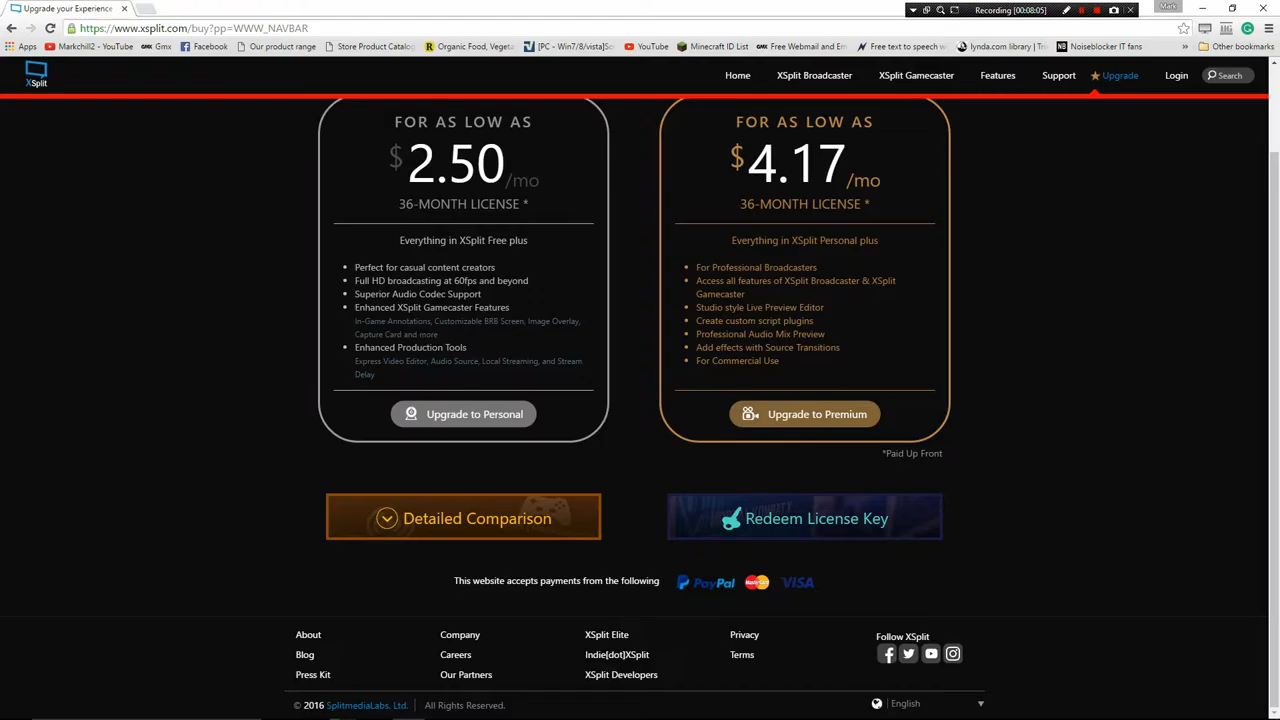 Upgrade your Experience
Recording [00:08:05]
Mark
https://www.xsplit.com/buy?pp=WWW_NAVBAR
Apps Markchill2 - YouTube Gmx Facebook Our product range Store Product Catalog Organic Food, Vegeta [PC - Win7/8/vista]So YouTube Minecraft ID List Free Webmail and Em Free text to speech w lynda.com library | Tra Noiseblocker IT fans » Other bookmarks
XSplit
Home XSplit Broadcaster XSplit Gamecaster Features Support Upgrade Login Search
FOR AS LOW AS
$2.50/mo
36-MONTH LICENSE *
Everything in XSplit Free plus
• Perfect for casual content creators
• Full HD broadcasting at 60fps and beyond
• Superior Audio Codec Support
• Enhanced XSplit Gamecaster Features
In-Game Annotations, Customizable BRB Screen, Image Overlay,
Capture Card and more
• Enhanced Production Tools
Express Video Editor, Audio Source, Local Streaming, and Stream
Delay
Upgrade to Personal
FOR AS LOW AS
$4.17/mo
36-MONTH LICENSE *
Everything in XSplit Personal plus
• For Professional Broadcasters
• Access all features of XSplit Broadcaster & XSplit
Gamecaster
• Studio style Live Preview Editor
• Create custom script plugins
• Professional Audio Mix Preview
• Add effects with Source Transitions
• For Commercial Use
Upgrade to Premium
*Paid Up Front
Detailed Comparison
Redeem License Key
This website accepts payments from the following PayPal MasterCard VISA
About
Blog
Press Kit
Company
Careers
Our Partners
XSplit Elite
Indie[dot]XSplit
XSplit Developers
Privacy
Terms
Follow XSplit
© 2016 SplitmediaLabs, Ltd. All Rights Reserved.
English